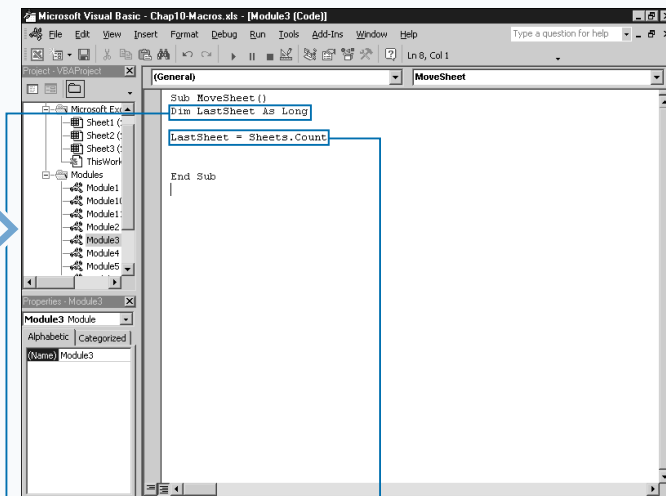 Microsoft Visual Basic - Chap10-Macros.xls - [Module3 (Code)]
File Edit View Insert Format Debug Run Tools Add-Ins Window Help
Type a question for help
Ln 8, Col 1
Project - VBAProject
(General)
MoveSheet
Microsoft Exc
Sheet1 (
Sheet2 (
Sheet3 (
ThisWork
Modules
Module1
Module1
Module1
Module2
Module3
Module4
Module5
Properties - Module3
Module3 Module
Alphabetic Categorized
(Name) Module3
Sub MoveSheet()
Dim LastSheet As Long
LastSheet = Sheets.Count
End Sub